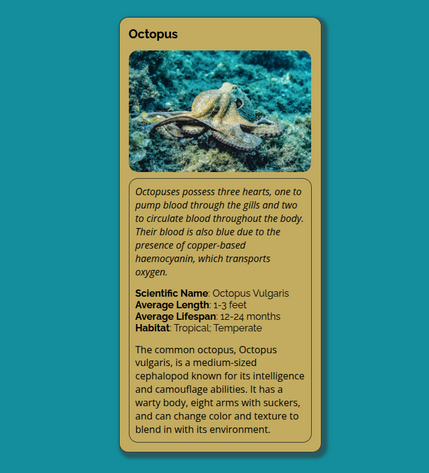 Octopus
Octopuses possess three hearts, one to
pump blood through the gills and two
to circulate blood throughout the body.
Their blood is also blue due to the
presence of copper-based
haemocyanin, which transports
oxygen.
Scientific Name: Octopus Vulgaris
Average Length: 1-3 feet
Average Lifespan: 12-24 months
Habitat: Tropical; Temperate
The common octopus, Octopus
vulgaris, is a medium-sized
cephalopod known for its intelligence
and camouflage abilities. It has a
warty body, eight arms with suckers,
and can change color and texture to
blend in with its environment.